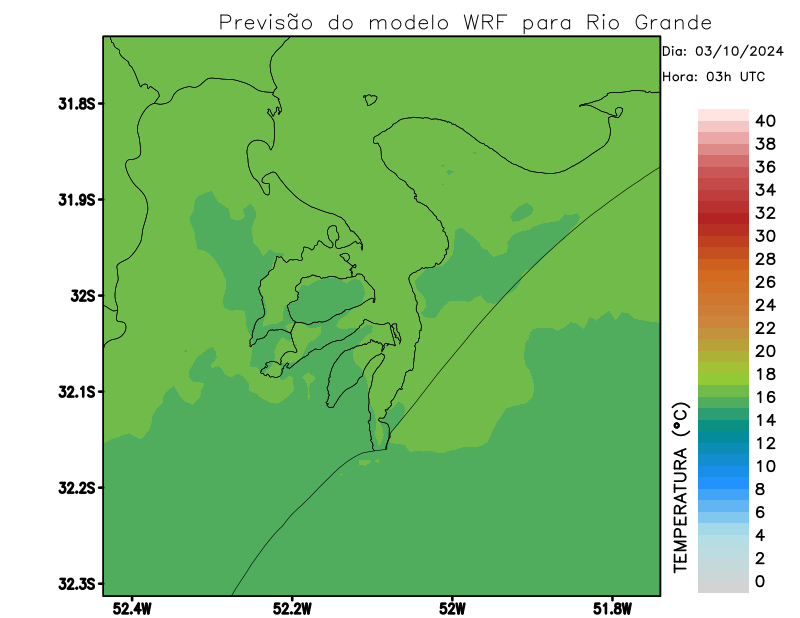 Previsão do modelo WRF para Rio Grande
Dia: 03/10/2024
Hora: 03h UTC
31.8S
31.9S
32S
32.1S
32.2S
32.3S
52.4W
52.2W
52W
51.8W
TEMPERATURA (°C)
40
38
36
34
32
30
28
26
24
22
20
18
16
14
12
10
8
6
4
2
0